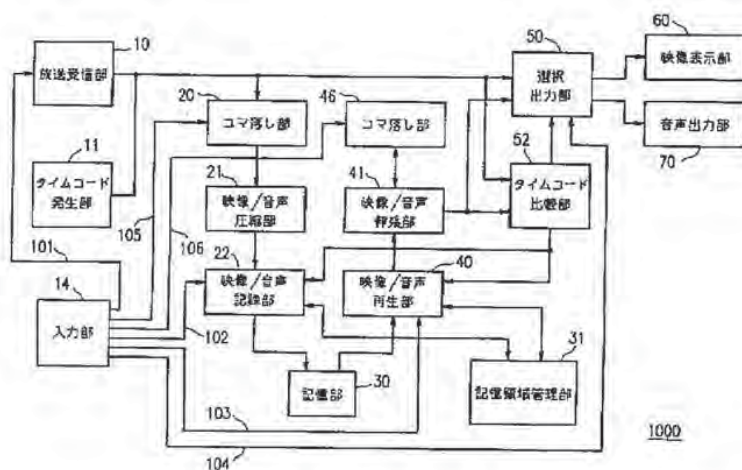 10
放送受信部
11
タイムコード
発生部
101
14
入力部
20
コマ落し部
46
コマ落し部
21
映像/音声
圧縮部
41
映像/音声
伸張部
105
106
22
映像/音声
記録部
40
映像/音声
再生部
102
30
記憶部
103
104
50
選択
出力部
52
タイムコード
比較部
60
映像表示部
音声出力部
70
31
記憶領域管理部
1000